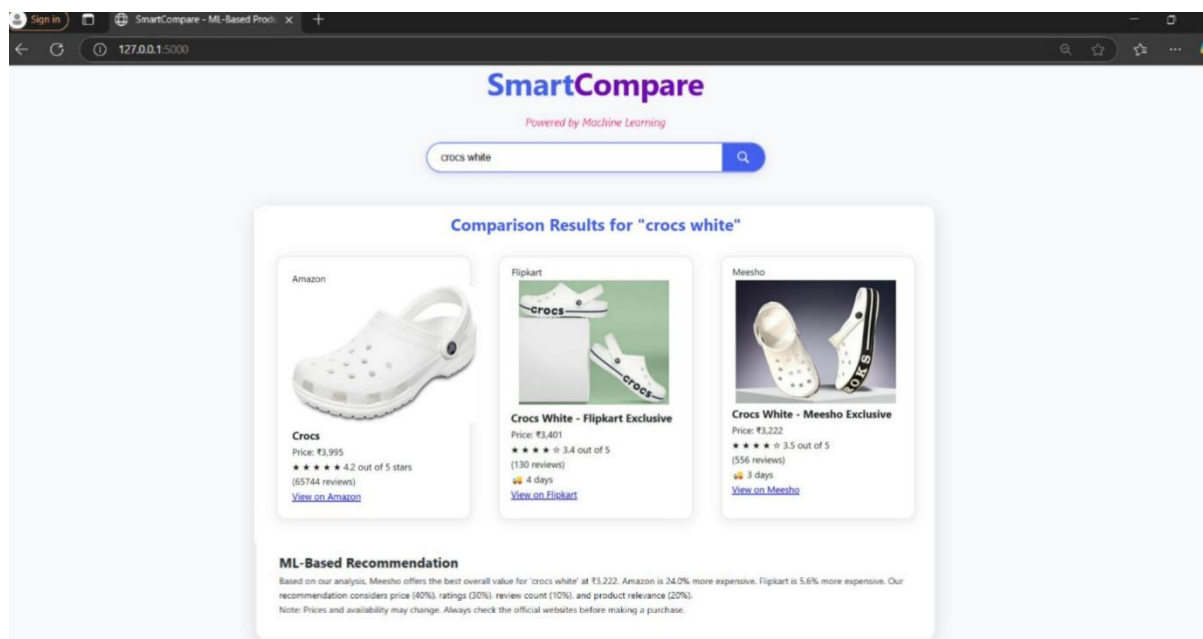 Sign in
SmartCompare - ML-Based Produ
127.0.0.1:5000
SmartCompare
Powered by Machine Learning
crocs white
Comparison Results for "crocs white"
Amazon
Crocs
Price: ₹3,995
★ ★ ★ ★ ★ 4.2 out of 5 stars
(65744 reviews)
View on Amazon
Flipkart
crocs
crocs
Crocs White - Flipkart Exclusive
Price: ₹3,401
★ ★ ★ ★ ☆ 3.4 out of 5
(130 reviews)
🚚 4 days
View on Flipkart
Meesho
ROKS
Crocs White - Meesho Exclusive
Price: ₹3,222
★ ★ ★ ★ ☆ 3.5 out of 5
(556 reviews)
🚚 3 days
View on Meesho
ML-Based Recommendation
Based on our analysis, Meesho offers the best overall value for 'crocs white' at ₹3,222. Amazon is 24.0% more expensive. Flipkart is 5.6% more expensive. Our
recommendation considers price (40%), ratings (30%), review count (10%), and product relevance (20%).
Note: Prices and availability may change. Always check the official websites before making a purchase.